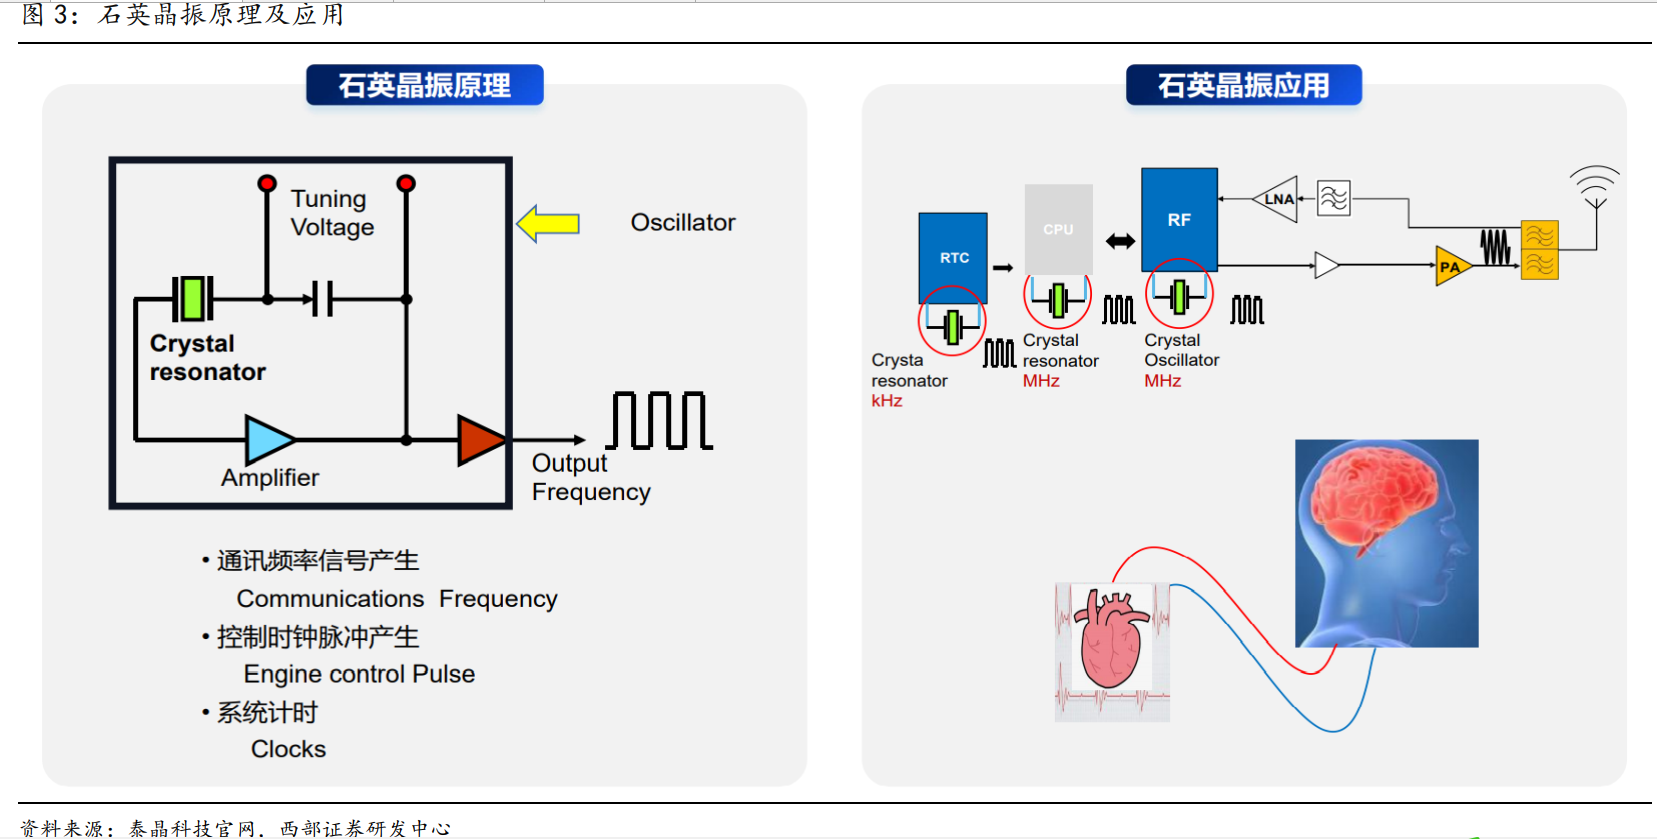 图 3：石英晶振原理及应用
石英晶振原理
Tuning
Voltage
Oscillator
Crystal
resonator
Amplifier
Output
Frequency
• 通讯频率信号产生
Communications Frequency
• 控制时钟脉冲产生
Engine control Pulse
• 系统计时
Clocks
石英晶振应用
RTC
CPU
RF
LNA
PA
Crysta
resonator
kHz
Crystal
resonator
MHz
Crystal
Oscillator
MHz
资料来源：泰晶科技官网，西部证券研发中心